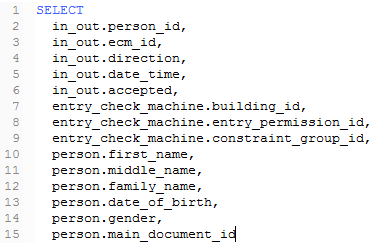 1 SELECT
2 in_out.person_id,
3 in_out.ecm_id,
4 in_out.direction,
5 in_out.date_time,
6 in_out.accepted,
7 entry_check_machine.building_id,
8 entry_check_machine.entry_permission_id,
9 entry_check_machine.constraint_group_id,
10 person.first_name,
11 person.middle_name,
12 person.family_name,
13 person.date_of_birth,
14 person.gender,
15 person.main_document_id